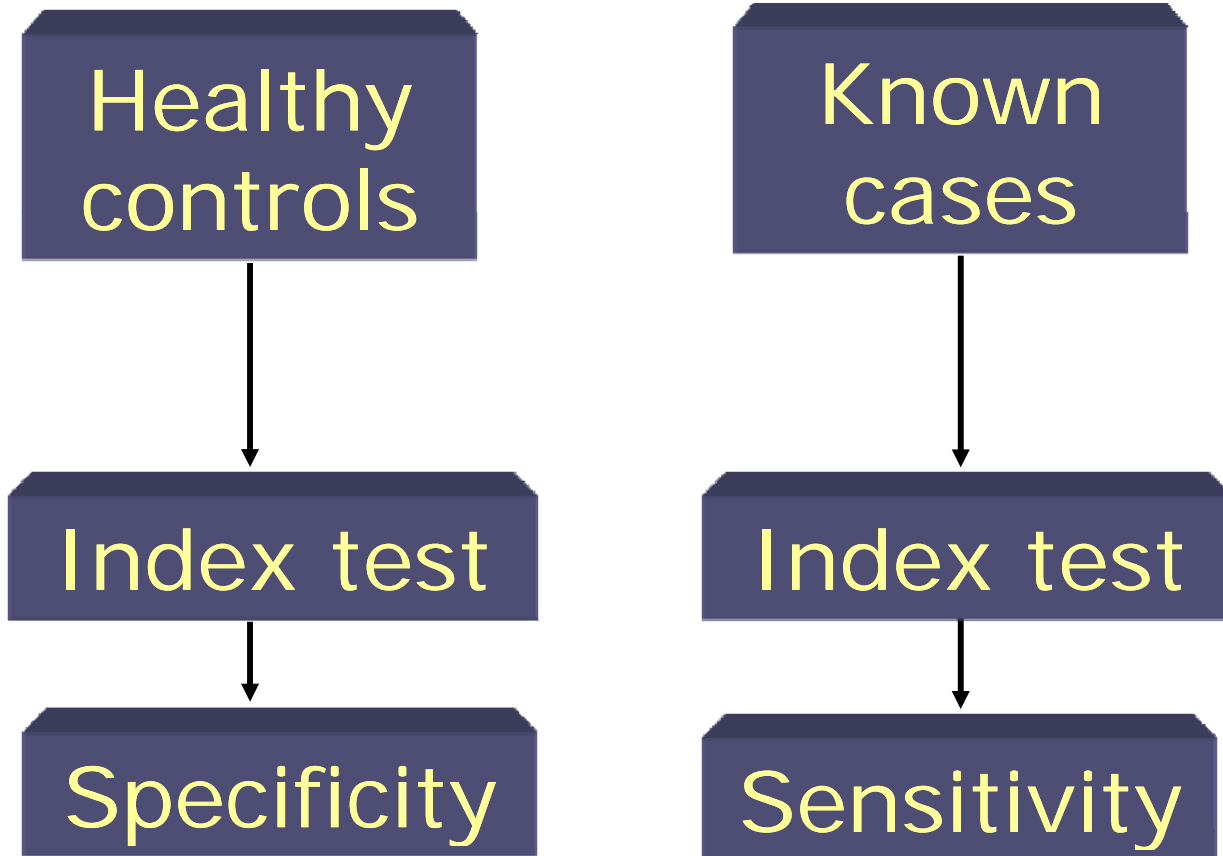 Healthy
controls
Known
cases
Index test
Index test
Specificity
Sensitivity